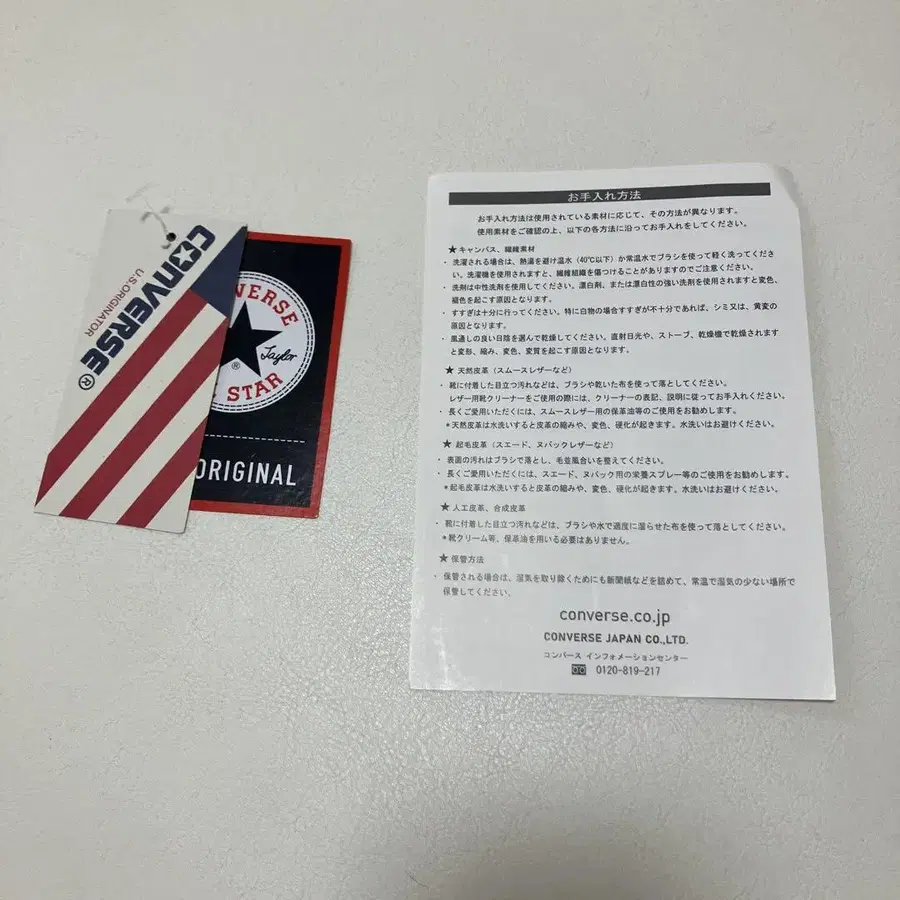 CONVERSE®
U.S.ORIGINATOR
VERSE
Taylor
STAR
ORIGINAL
お手入れ方法
お手入れ方法は使用されている素材に応じて、その方法が異なります。
使用素材をご確認の上、以下の各方法に沿ってお手入れをしてください。
★キャンバス、繊維素材
・洗濯される場合は、熱湯を避け温水（40℃以下）か常温水でブラシを使って軽く洗ってくださ
い。洗濯機を使用されますと、繊維組織を傷つけることがありますのでご注意ください。
・洗剤は中性洗剤を使用してください。漂白剤、または漂白性の強い洗剤を使用されますと変色、
褪色を起こす原因となります。
・すすぎは十分に行ってください。特に白物の場合すすぎが不十分であれば、シミ又は、黄変の
原因となります。
・風通しの良い日陰を選んで乾燥してください。直射日光や、ストーブ、乾燥機で乾燥されます
と変形、縮み、変色、変質を起こす原因となります。
★天然皮革（スムースレザーなど）
・靴に付着した目立つ汚れなどは、ブラシや乾いた布を使って落としてください。
レザー用靴クリーナーをご使用の際には、クリーナーの表記、説明に従ってお手入れください。
・長くご愛用いただくには、スムースレザー用の保革油等のご使用をお勧めします。
＊天然皮革は水洗いすると皮革の縮みや、変色、硬化が起きます。水洗いはお避けください。
★起毛皮革（スエード、ヌバックレザーなど）
・表面の汚れはブラシで落とし、毛並風合いを整えてください。
・長くご愛用いただくには、スエード、ヌバック用の栄養スプレー等のご使用をお勧めします。
＊起毛皮革は水洗いすると皮革の縮みや、変色、硬化が起きます。水洗いはお避けください。
★人工皮革、合成皮革
・靴に付着した目立つ汚れなどは、ブラシや水で適度に湿らせた布を使って落としてください。
＊靴クリーム等、保革油を用いる必要はありません。
★保管方法
・保管される場合は、湿気を取り除くためにも新聞紙などを詰めて、常温で湿気の少ない場所で
保管してください。
converse.co.jp
CONVERSE JAPAN CO.,LTD.
コンバース インフォメーションセンター
0120-819-217